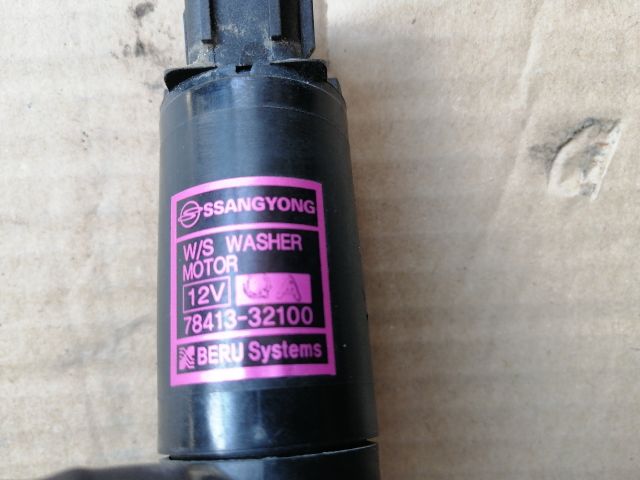 SSANGYONG
W/S WASHER
MOTOR
12V
78413-32100
BERU Systems